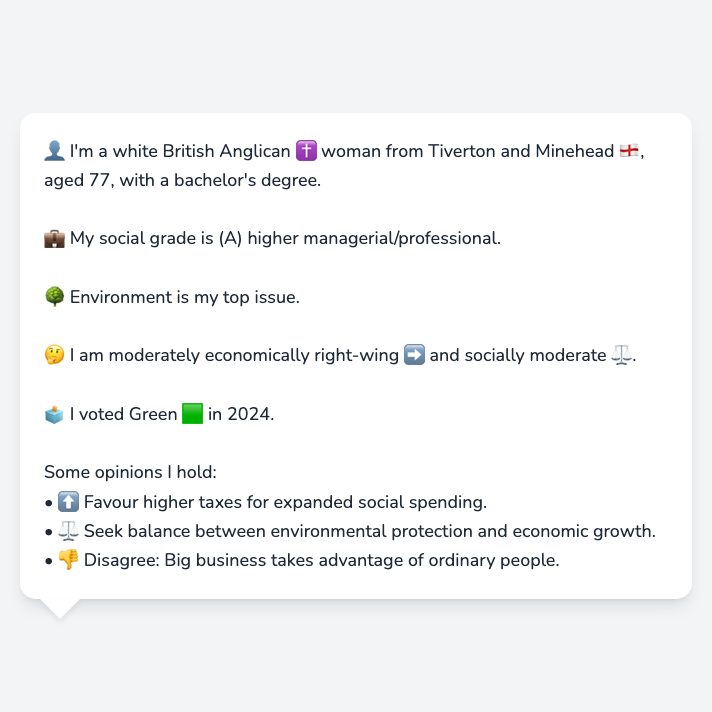 👤 I'm a white British Anglican ✝️ woman from Tiverton and Minehead 🏴󠁧󠁢󠁥󠁮󠁧󠁿,
aged 77, with a bachelor's degree.
💼 My social grade is (A) higher managerial/professional.
🌳 Environment is my top issue.
🤔 I am moderately economically right-wing ➡️ and socially moderate ⚖️.
🗳️ I voted Green 🟩 in 2024.
Some opinions I hold:
• ⬆️ Favour higher taxes for expanded social spending.
• ⚖️ Seek balance between environmental protection and economic growth.
• 👎 Disagree: Big business takes advantage of ordinary people.